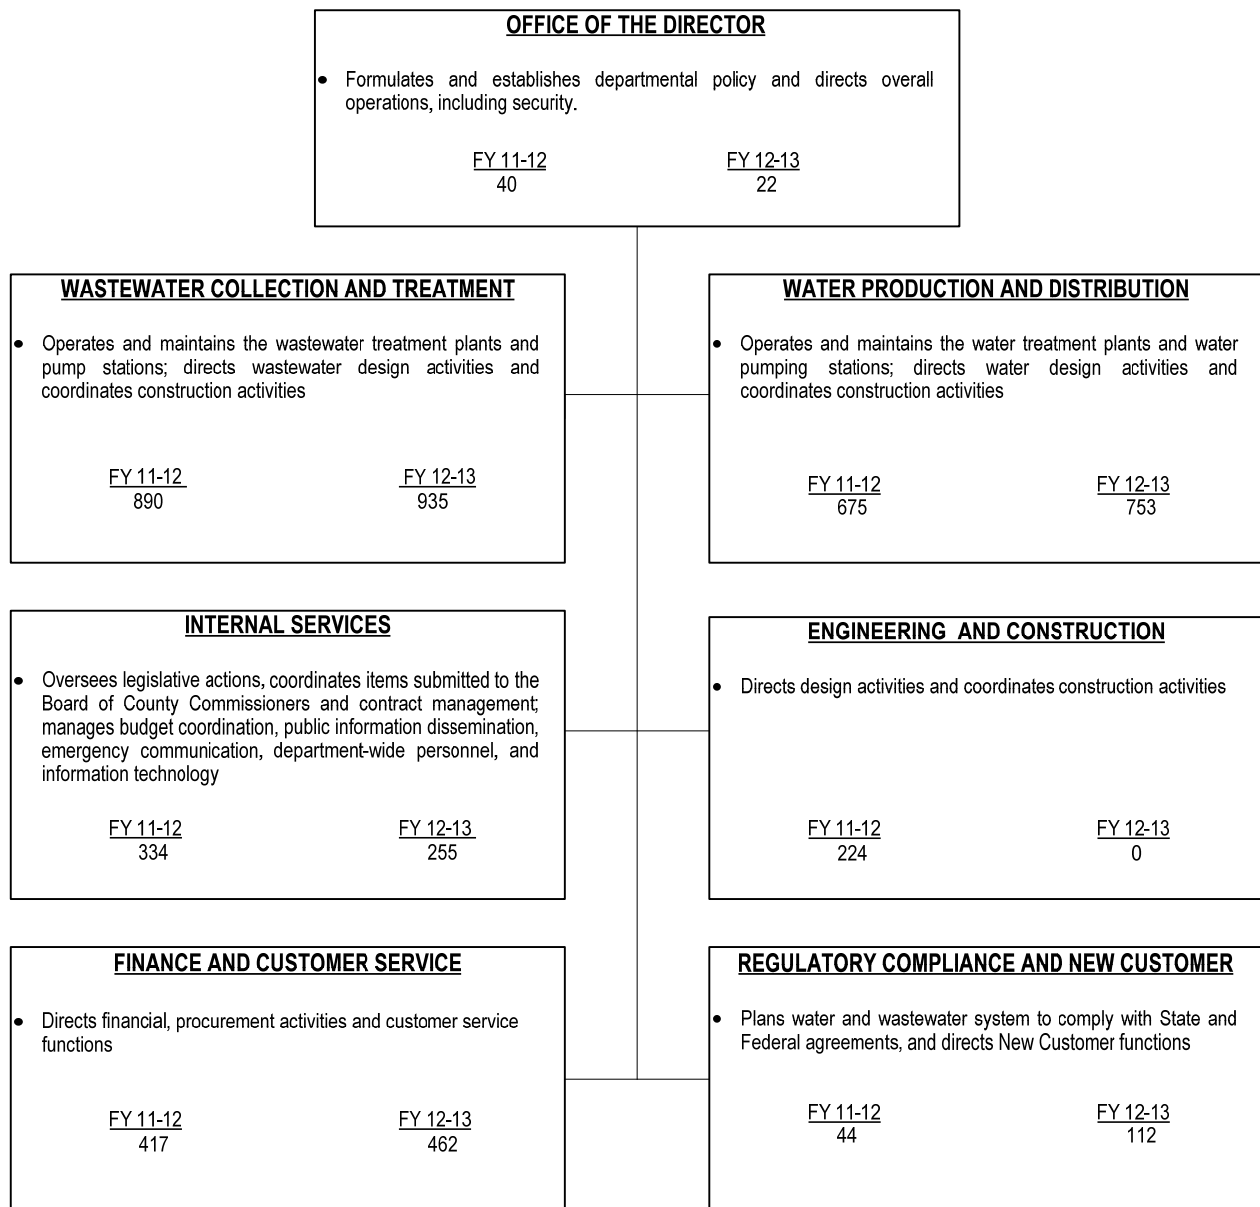 OFFICE OF THE DIRECTOR
• Formulates and establishes departmental policy and directs overall
operations, including security.
FY 11-12 FY 12-13
40 22
WASTEWATER COLLECTION AND TREATMENT
• Operates and maintains the wastewater treatment plants and
pump stations; directs wastewater design activities and
coordinates construction activities
FY 11-12 FY 12-13
890 935
WATER PRODUCTION AND DISTRIBUTION
• Operates and maintains the water treatment plants and water
pumping stations; directs water design activities and
coordinates construction activities
FY 11-12 FY 12-13
675 753
INTERNAL SERVICES
• Oversees legislative actions, coordinates items submitted to the
Board of County Commissioners and contract management;
manages budget coordination, public information dissemination,
emergency communication, department-wide personnel, and
information technology
FY 11-12 FY 12-13
334 255
ENGINEERING AND CONSTRUCTION
• Directs design activities and coordinates construction activities
FY 11-12 FY 12-13
224 0
FINANCE AND CUSTOMER SERVICE
• Directs financial, procurement activities and customer service
functions
FY 11-12 FY 12-13
417 462
REGULATORY COMPLIANCE AND NEW CUSTOMER
• Plans water and wastewater system to comply with State and
Federal agreements, and directs New Customer functions
FY 11-12 FY 12-13
44 112